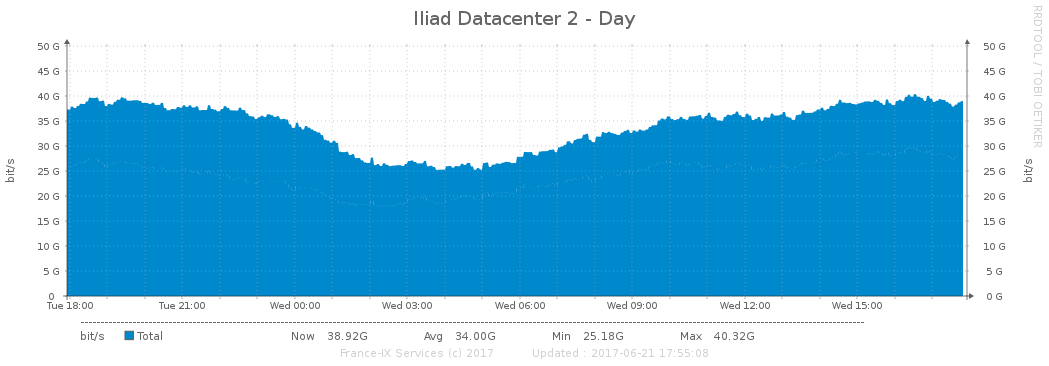 Iliad Datacenter 2 - Day
RRDTOOL / TOBI OETIKER
bit/s
50 G 50 G
45 G 45 G
40 G 40 G
35 G 35 G
30 G 30 G
25 G 25 G
20 G 20 G
15 G 15 G
10 G 10 G
5 G 5 G
0 0 G
bit/s
Tue 18:00 Tue 21:00 Wed 00:00 Wed 03:00 Wed 06:00 Wed 09:00 Wed 12:00 Wed 15:00
bit/s Total Now 38.92G Avg 34.00G Min 25.18G Max 40.32G
France-IX Services (c) 2017 Updated : 2017-06-21 17:55:08